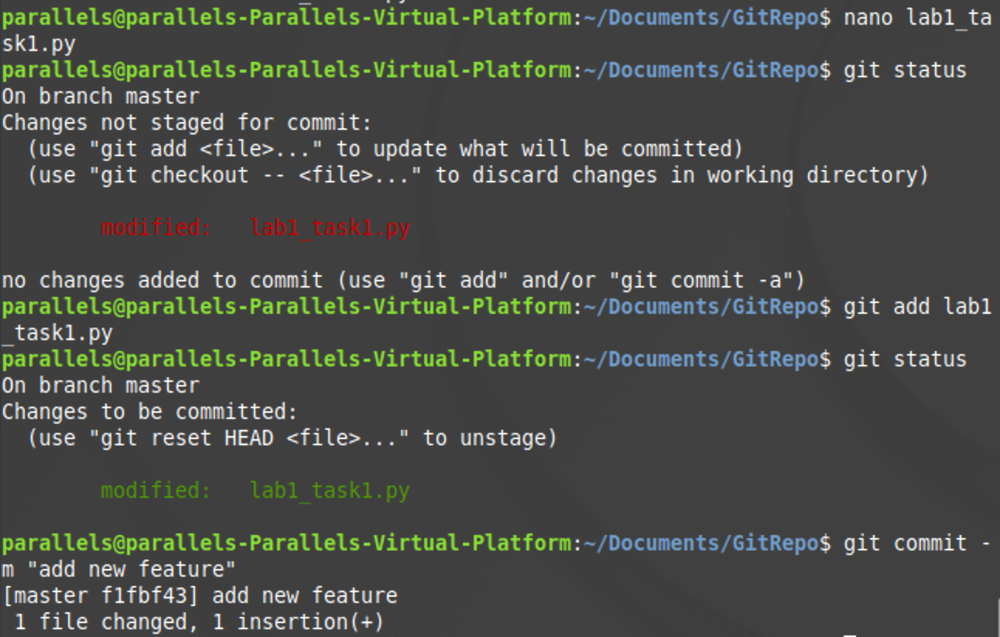 parallels@parallels-Parallels-Virtual-Platform:~/Documents/GitRepo$ nano lab1_ta
sk1.py
parallels@parallels-Parallels-Virtual-Platform:~/Documents/GitRepo$ git status
On branch master
Changes not staged for commit:
  (use "git add <file>..." to update what will be committed)
  (use "git checkout -- <file>..." to discard changes in working directory)

        modified:   lab1_task1.py

no changes added to commit (use "git add" and/or "git commit -a")
parallels@parallels-Parallels-Virtual-Platform:~/Documents/GitRepo$ git add lab1
_task1.py
parallels@parallels-Parallels-Virtual-Platform:~/Documents/GitRepo$ git status
On branch master
Changes to be committed:
  (use "git reset HEAD <file>..." to unstage)

        modified:   lab1_task1.py

parallels@parallels-Parallels-Virtual-Platform:~/Documents/GitRepo$ git commit -
m "add new feature"
[master f1fbf43] add new feature
 1 file changed, 1 insertion(+)